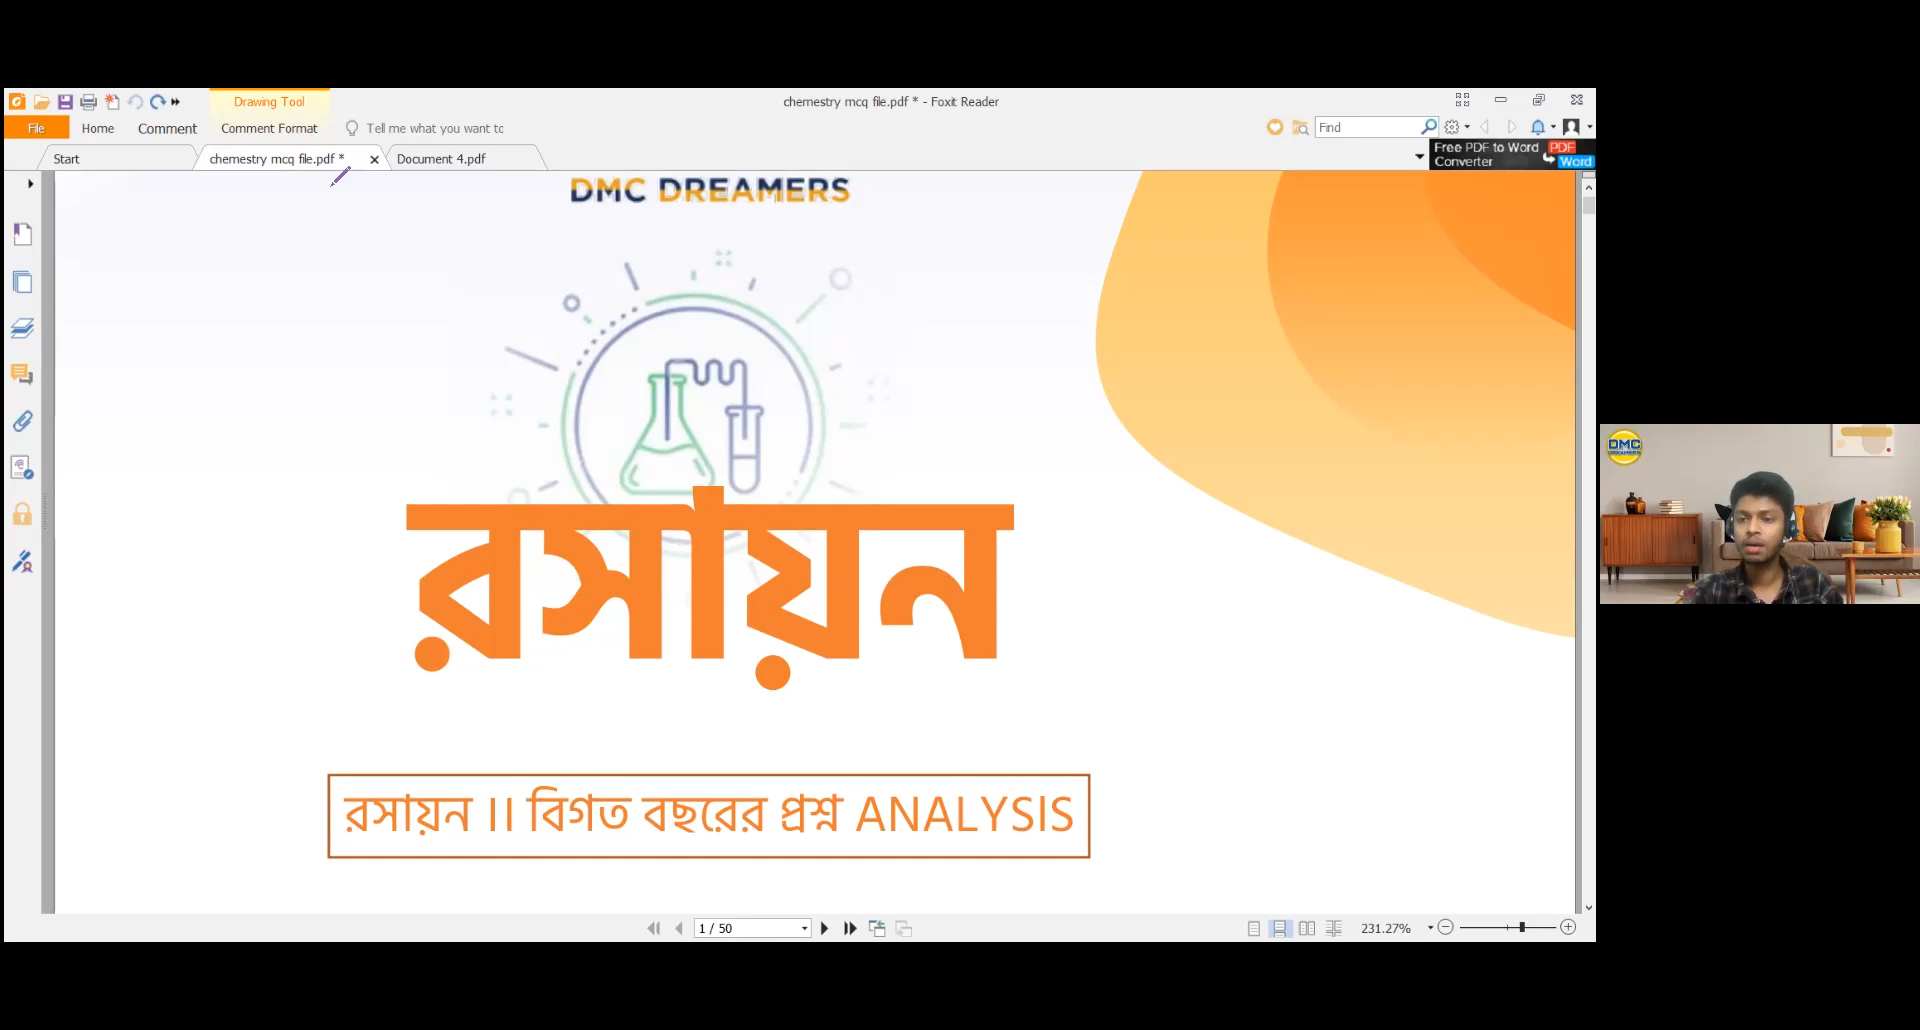 Drawing Tool
chemestry mcq file.pdf * - Foxit Reader
File
Home
Comment
Comment Format
Tell me what you want to
Find
Start
chemestry mcq file.pdf *
Document 4.pdf
Free PDF to Word
Converter
PDF
Word
DMC DREAMERS
রসায়ন
রসায়ন ।। বিগত বছরের প্রশ্ন ANALYSIS
DMC
DREAMERS
1 / 50
231.27%